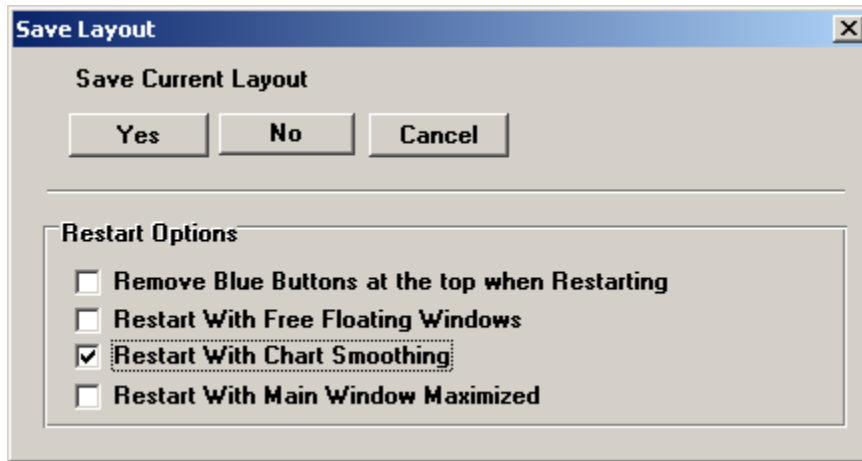 Save Layout
Save Current Layout
Yes No Cancel
Restart Options
Remove Blue Buttons at the top when Restarting
Restart With Free Floating Windows
Restart With Chart Smoothing
Restart With Main Window Maximized